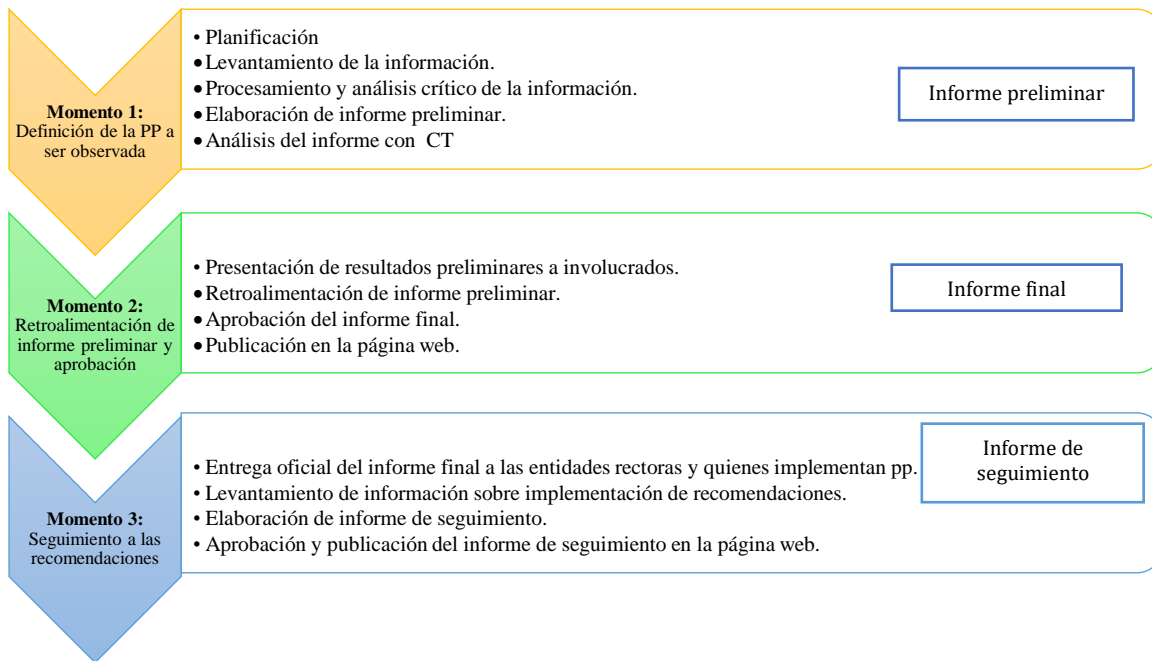 Momento 1:
Definición de la PP a
ser observada
• Planificación
• Levantamiento de la información.
• Procesamiento y análisis crítico de la información.
• Elaboración de informe preliminar.
• Análisis del informe con CT
Informe preliminar
Momento 2:
Retroalimentación de
informe preliminar y
aprobación
• Presentación de resultados preliminares a involucrados.
• Retroalimentación de informe preliminar.
• Aprobación del informe final.
• Publicación en la página web.
Informe final
Momento 3:
Seguimiento a las
recomendaciones
• Entrega oficial del informe final a las entidades rectoras y quienes implementan pp.
• Levantamiento de información sobre implementación de recomendaciones.
• Elaboración de informe de seguimiento.
• Aprobación y publicación del informe de seguimiento en la página web.
Informe de
seguimiento